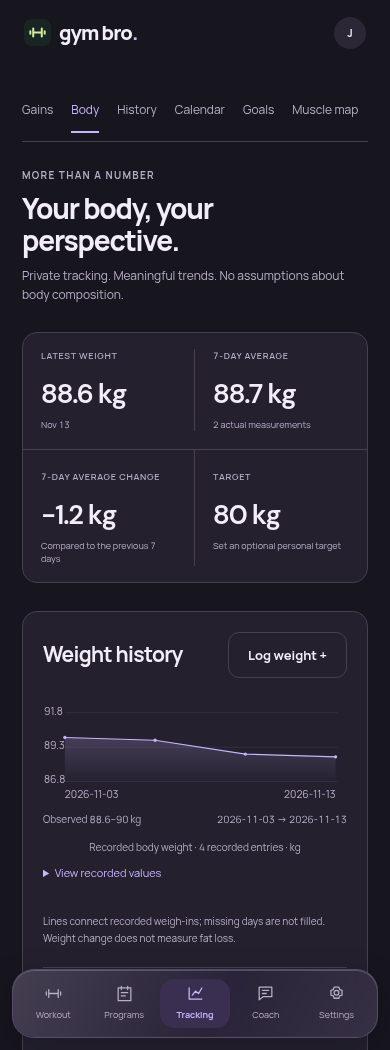 gym bro.
J
Gains Body History Calendar Goals Muscle map
MORE THAN A NUMBER
Your body, your
perspective.
Private tracking. Meaningful trends. No assumptions about
body composition.
LATEST WEIGHT
88.6 kg
Nov 13
7-DAY AVERAGE
88.7 kg
2 actual measurements
7-DAY AVERAGE CHANGE
−1.2 kg
Compared to the previous 7
days
TARGET
80 kg
Set an optional personal target
Weight history
Log weight +
91.8
89.3
86.8
2026-11-03 2026-11-13
Observed 88.6–90 kg 2026-11-03 → 2026-11-13
Recorded body weight · 4 recorded entries · kg
▶ View recorded values
Lines connect recorded weigh-ins; missing days are not filled.
Weight change does not measure fat loss.
Workout Programs Tracking Coach Settings